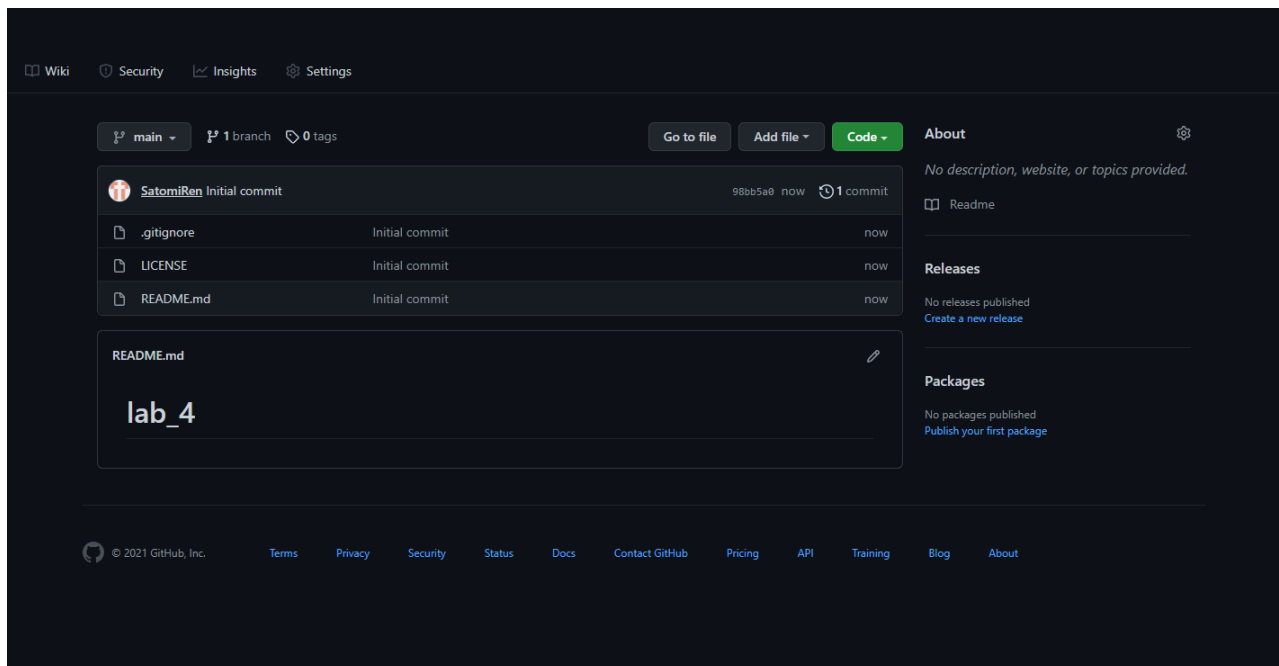 Wiki Security Insights Settings
main 1 branch 0 tags Go to file Add file Code
SatomiRen Initial commit 98bb5a0 now 1 commit
.gitignore Initial commit now
LICENSE Initial commit now
README.md Initial commit now
README.md
lab_4
About
No description, website, or topics provided.
Readme
Releases
No releases published
Create a new release
Packages
No packages published
Publish your first package
© 2021 GitHub, Inc. Terms Privacy Security Status Docs Contact GitHub Pricing API Training Blog About